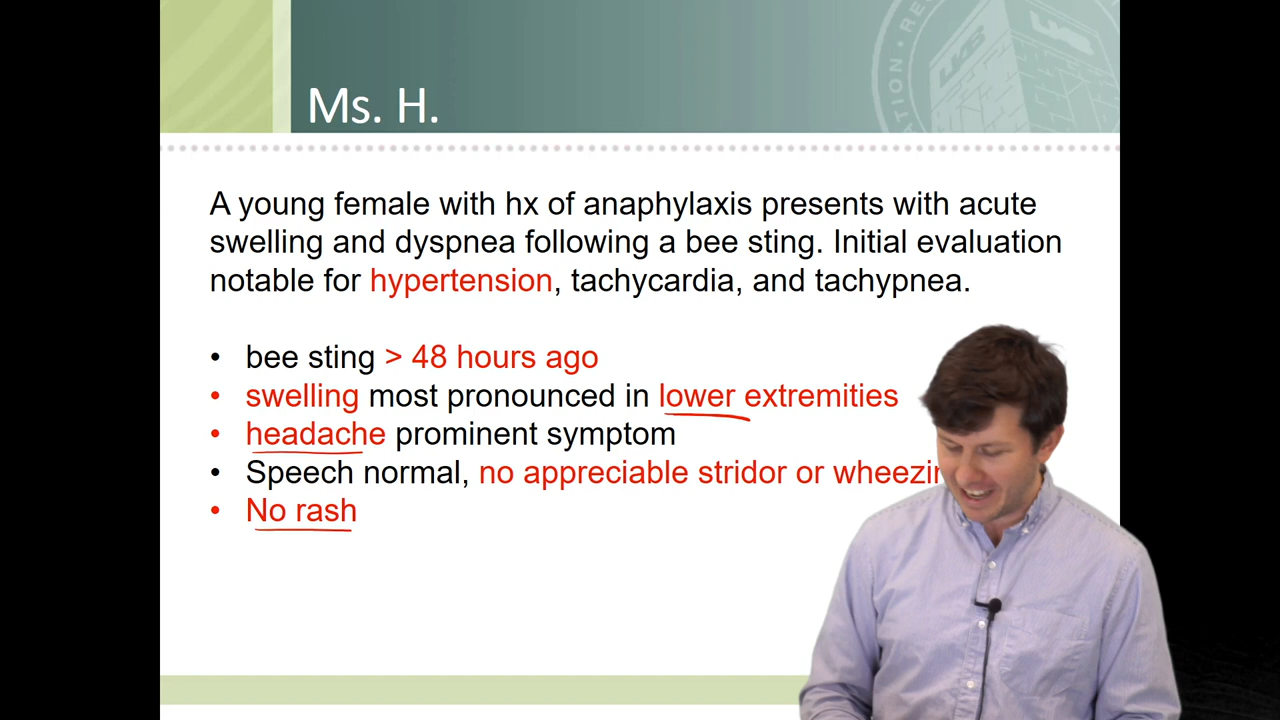 Ms. H.
A young female with hx of anaphylaxis presents with acute
swelling and dyspnea following a bee sting. Initial evaluation
notable for hypertension, tachycardia, and tachypnea.
• bee sting > 48 hours ago
• swelling most pronounced in lower extremities
• headache prominent symptom
• Speech normal, no appreciable stridor or
• No rash